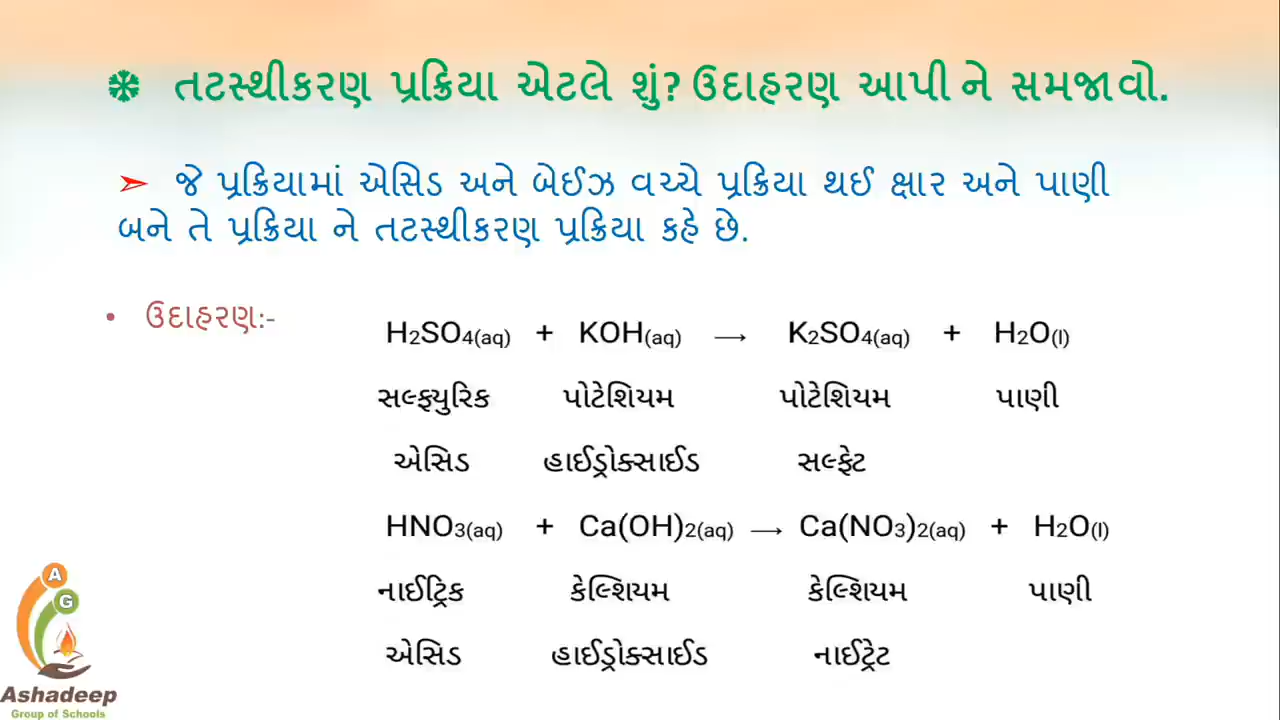 ❄ તટસ્થીકરણ પ્રક્રિયા એટલે શું? ઉદાહરણ આપી ને સમજાવો.
➢ જે પ્રક્રિયામાં એસિડ અને બેઈઝ વચ્ચે પ્રક્રિયા થઈ ક્ષાર અને પાણી
બને તે પ્રક્રિયા ને તટસ્થીકરણ પ્રક્રિયા કહે છે.
• ઉદાહરણ:-
H₂SO₄(aq) + KOH(aq) → K₂SO₄(aq) + H₂O(l)
સલ્ફ્યુરિક પોટેશિયમ પોટેશિયમ પાણી
એસિડ હાઈડ્રોક્સાઈડ સલ્ફેટ
HNO₃(aq) + Ca(OH)₂(aq) → Ca(NO₃)₂(aq) + H₂O(l)
નાઈટ્રિક કેલ્શિયમ કેલ્શિયમ પાણી
એસિડ હાઈડ્રોક્સાઈડ નાઈટ્રેટ
A
G
Ashadeep
Group of Schools